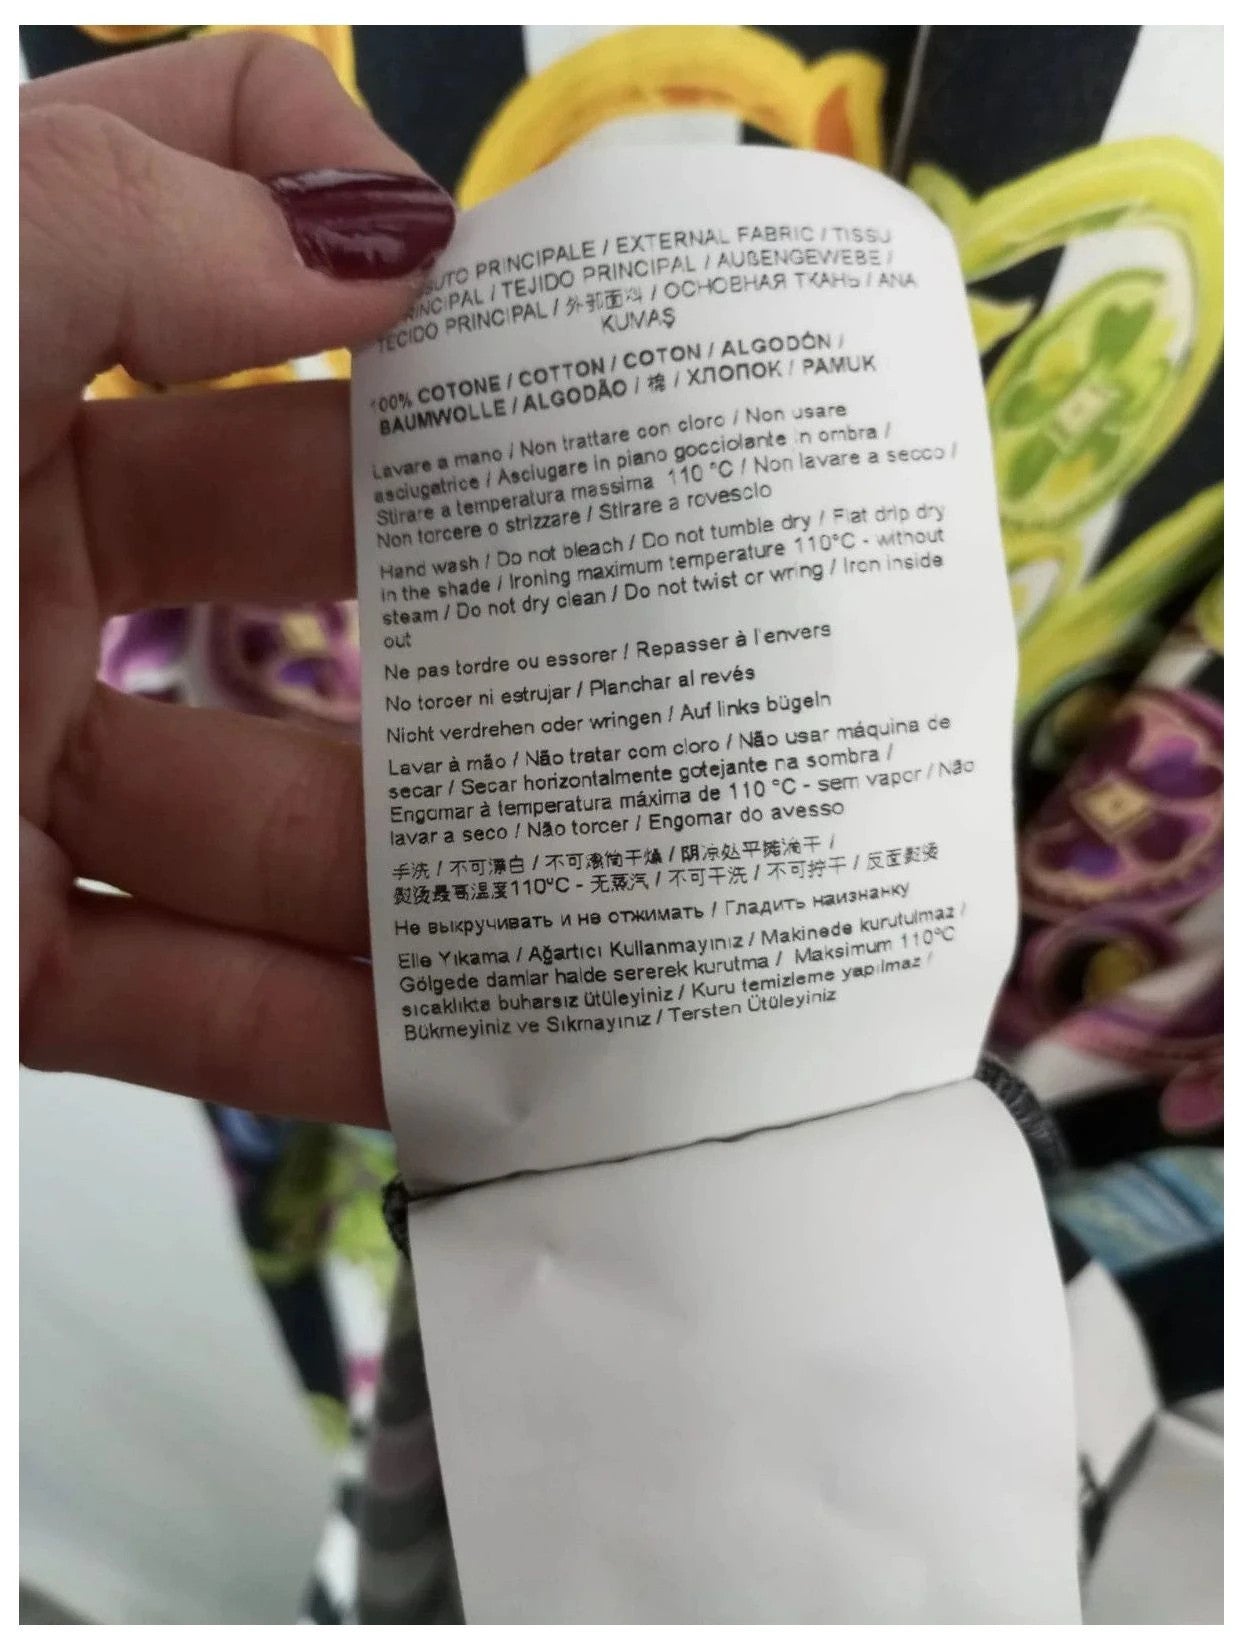 PRINCIPALE / EXTERNAL FABRIC / TISSU
PRINCIPAL / TEJIDO PRINCIPAL / AUßENGEWEBE /
TECIDO PRINCIPAL / 外部面料 / ОСНОВНАЯ ТКАНЬ / ANA
KUMAŞ
100% COTONE / COTTON / COTON / ALGODÓN /
BAUMWOLLE / ALGODÃO / 棉 / ХЛОПОК / PAMUK
Lavare a mano / Non trattare con cloro / Non usare
asciugatrice / Asciugare in piano gocciolante in ombra /
Stirare a temperatura massima 110 °C / Non lavare a secco /
Non torcere o strizzare / Stirare a rovescio
Hand wash / Do not bleach / Do not tumble dry / Flat drip dry
in the shade / Ironing maximum temperature 110°C - without
steam / Do not dry clean / Do not twist or wring / Iron inside
out
Ne pas tordre ou essorer / Repasser à l'envers
No torcer ni estrujar / Planchar al revés
Nicht verdrehen oder wringen / Auf links bügeln
Lavar à mão / Não tratar com cloro / Não usar máquina de
secar / Secar horizontalmente gotejante na sombra /
Engomar à temperatura máxima de 110 °C - sem vapor / Não
lavar a seco / Não torcer / Engomar do avesso
手洗 / 不可漂白 / 不可滚筒干燥 / 阴凉处平摊滴干 /
熨烫最高温度110°C - 无蒸汽 / 不可干洗 / 不可拧干 / 反面熨烫
Не выкручивать и не отжимать / Гладить наизнанку
Elle Yıkama / Ağartıcı Kullanmayınız / Makinede kurutulmaz /
Gölgede damlar halde sererek kurutma / Maksimum 110°C
sıcaklıkta buharsız ütüleyiniz / Kuru temizleme yapılmaz /
Bükmeyiniz ve Sıkmayınız / Tersten Ütüleyiniz